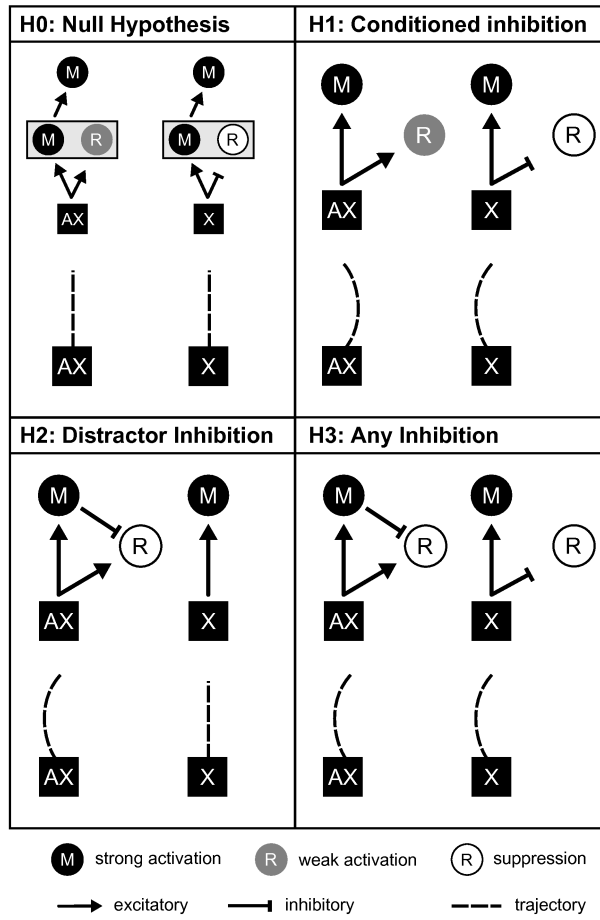 H0: Null Hypothesis
M M
M R M R
AX X
AX X
H1: Conditioned inhibition
M M
R R
AX X
AX X
H2: Distractor Inhibition
M M
R
AX X
AX X
H3: Any Inhibition
M M
R R
AX X
AX X
M strong activation R weak activation R suppression
excitatory inhibitory trajectory